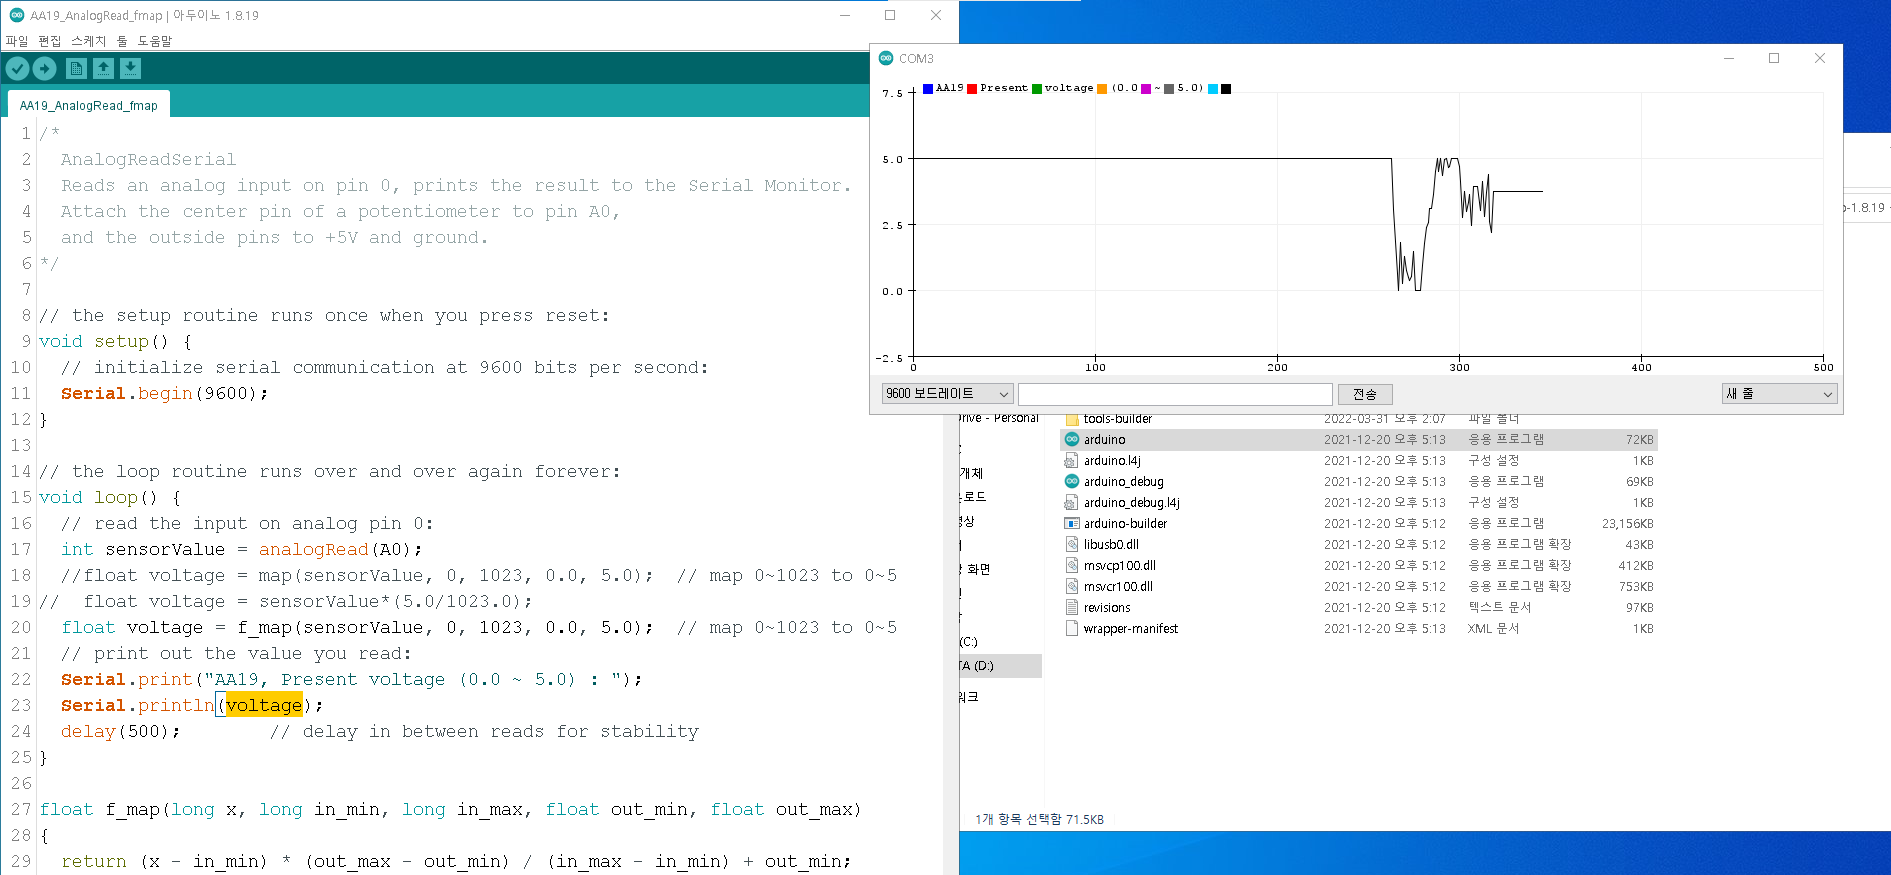 AA19_AnalogRead_fmap | 아두이노 1.8.19
파일 편집 스케치 툴 도움말
AA19_AnalogRead_fmap
1 /*
2 AnalogReadSerial
3 Reads an analog input on pin 0, prints the result to the Serial Monitor.
4 Attach the center pin of a potentiometer to pin A0,
5 and the outside pins to +5V and ground.
6 */
7
8 // the setup routine runs once when you press reset:
9 void setup() {
10 // initialize serial communication at 9600 bits per second:
11 Serial.begin(9600);
12 }
13
14 // the loop routine runs over and over again forever:
15 void loop() {
16 // read the input on analog pin 0:
17 int sensorValue = analogRead(A0);
18 //float voltage = map(sensorValue, 0, 1023, 0.0, 5.0); // map 0~1023 to 0~5
19 // float voltage = sensorValue*(5.0/1023.0);
20 float voltage = f_map(sensorValue, 0, 1023, 0.0, 5.0); // map 0~1023 to 0~5
21 // print out the value you read:
22 Serial.print("AA19, Present voltage (0.0 ~ 5.0) : ");
23 Serial.println(voltage);
24 delay(500); // delay in between reads for stability
25 }
26
27 float f_map(long x, long in_min, long in_max, float out_min, float out_max)
28 {
29 return (x - in_min) * (out_max - out_min) / (in_max - in_min) + out_min;
COM3
AA19 Present voltage (0.0 ~ 5.0)
7.5
5.0
2.5
0.0
-2.5
0 100 200 300 400 500
9600 보드레이트 전송 새 줄
-1.8.19
Drive - Personal
개체
로드
화면
(C:)
TA (D:)
워크
tools-builder 2022-03-31 오후 2:07 파일 폴더
arduino 2021-12-20 오후 5:13 응용 프로그램 72KB
arduino.l4j 2021-12-20 오후 5:13 구성 설정 1KB
arduino_debug 2021-12-20 오후 5:13 응용 프로그램 69KB
arduino_debug.l4j 2021-12-20 오후 5:13 구성 설정 1KB
arduino-builder 2021-12-20 오후 5:12 응용 프로그램 23,156KB
libusb0.dll 2021-12-20 오후 5:12 응용 프로그램 확장 43KB
msvcp100.dll 2021-12-20 오후 5:12 응용 프로그램 확장 412KB
msvcr100.dll 2021-12-20 오후 5:12 응용 프로그램 확장 753KB
revisions 2021-12-20 오후 5:12 텍스트 문서 97KB
wrapper-manifest 2021-12-20 오후 5:13 XML 문서 1KB
1개 항목 선택함 71.5KB